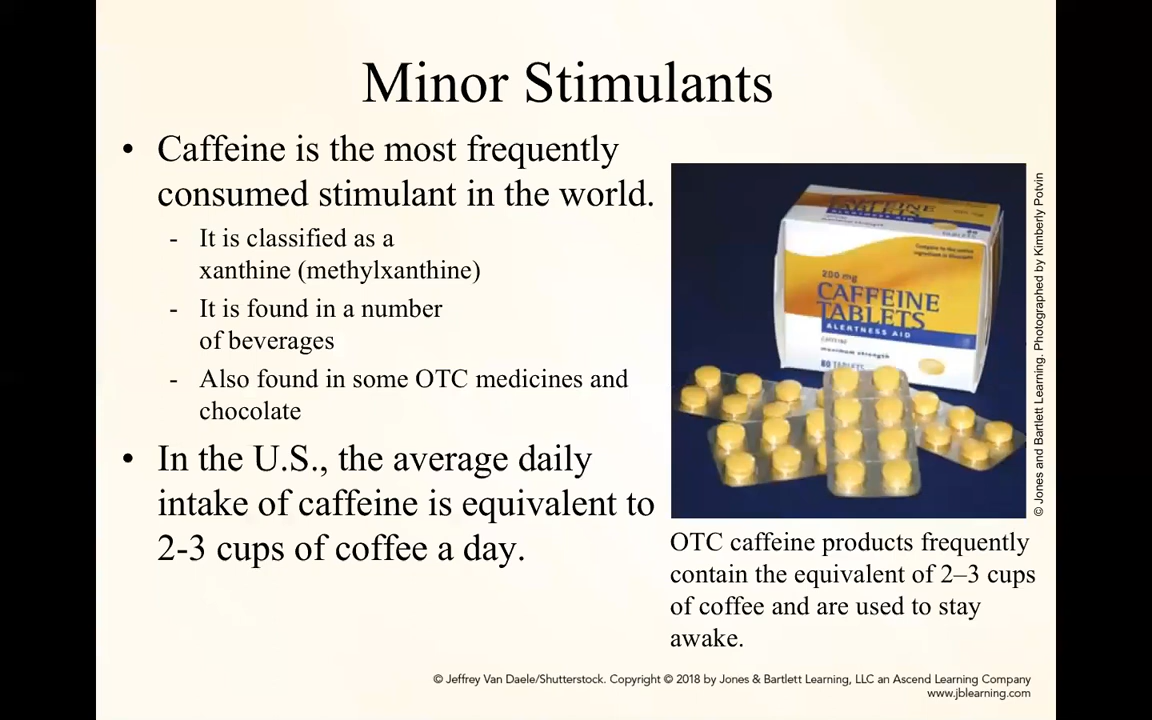 Minor Stimulants
• Caffeine is the most frequently
consumed stimulant in the world.
- It is classified as a
xanthine (methylxanthine)
- It is found in a number
of beverages
- Also found in some OTC medicines and
chocolate
• In the U.S., the average daily
intake of caffeine is equivalent to
2-3 cups of coffee a day.
CAFFEINE
TABLETS
ALERTNESS AID
200 mg
CAFFEINE
TABLETS
ALERTNESS AID
maximum strength
80 TABLETS
© Jones and Bartlett Learning. Photographed by Kimberly Potvin
OTC caffeine products frequently
contain the equivalent of 2–3 cups
of coffee and are used to stay
awake.
© Jeffrey Van Daele/Shutterstock. Copyright © 2018 by Jones & Bartlett Learning, LLC an Ascend Learning Company
www.jblearning.com